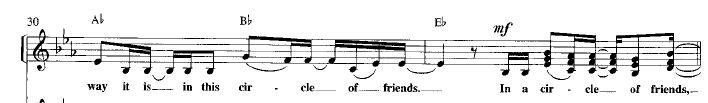 30 A♭ B♭ E♭ mf
way it is in this cir - cle of friends. In a cir - cle of friends,